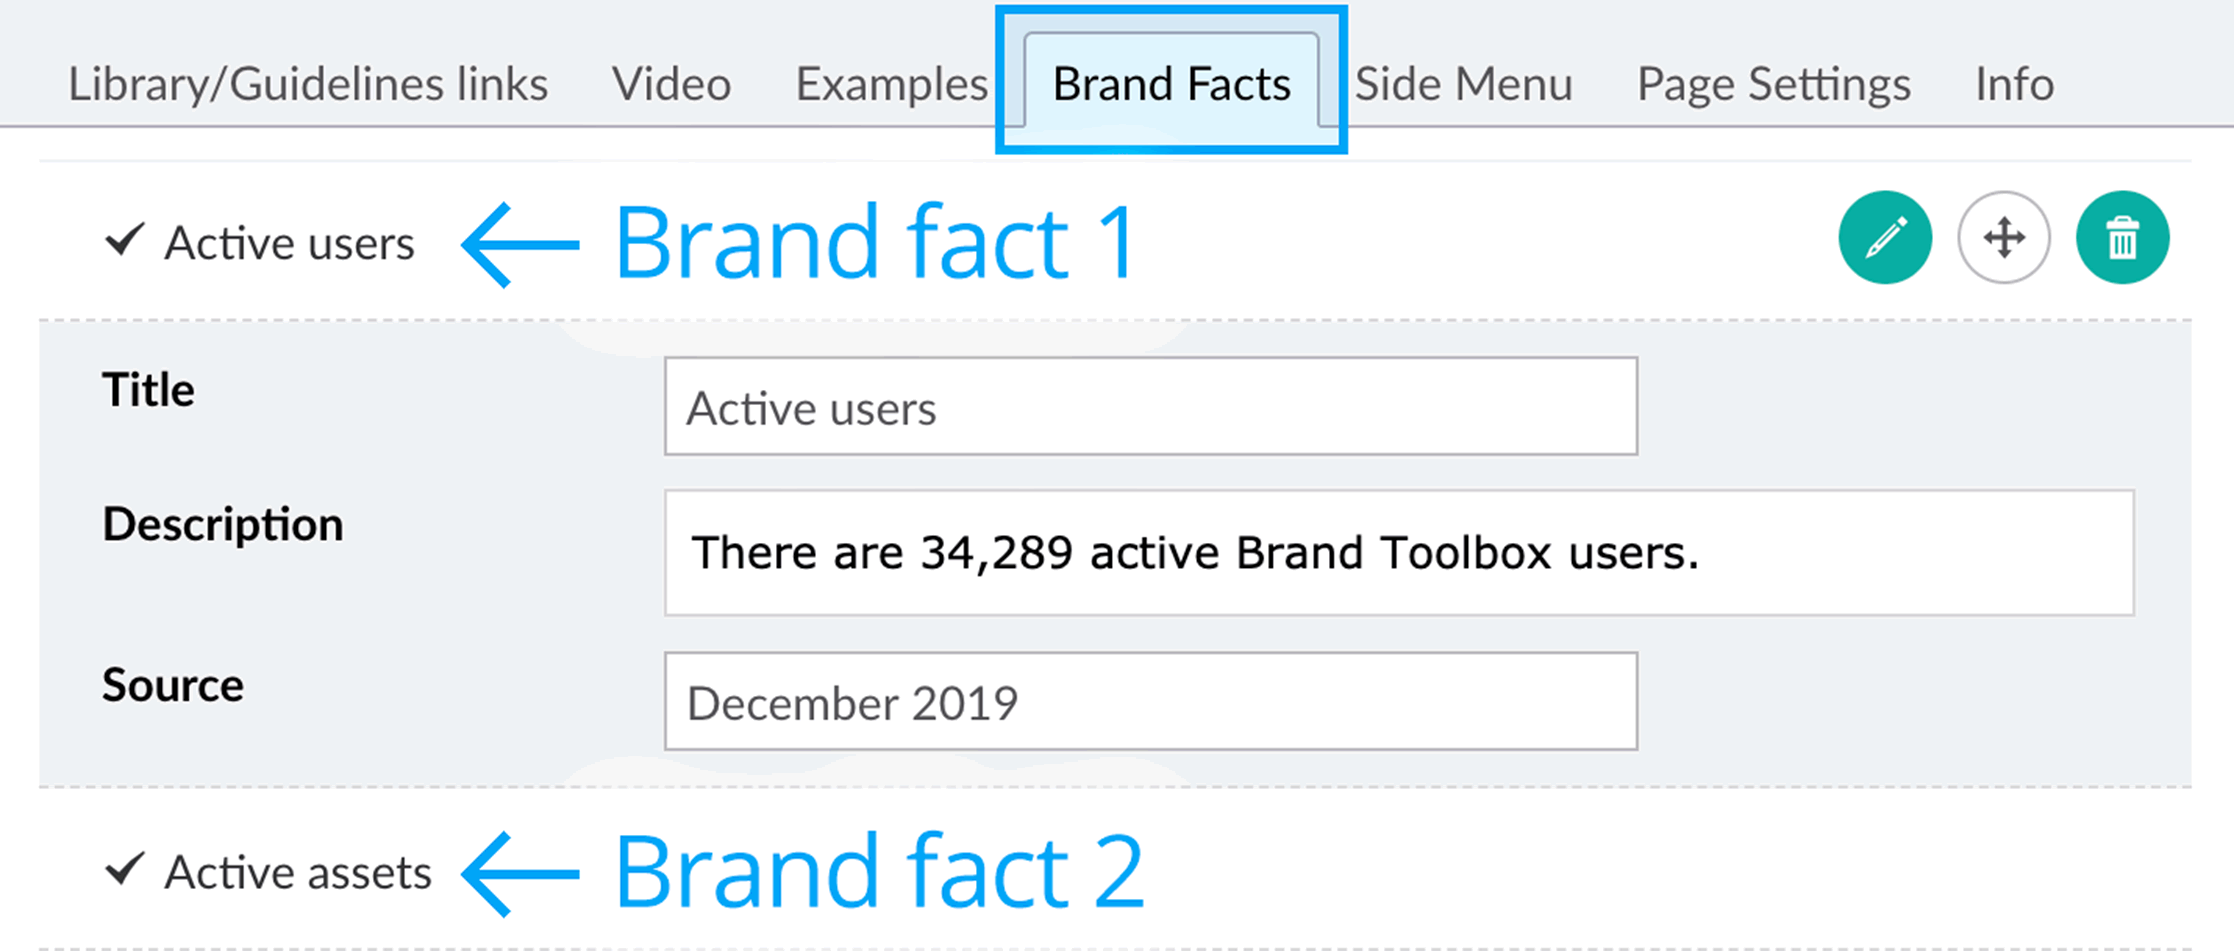 Library/Guidelines links Video Examples Brand Facts Side Menu Page Settings Info
Active users Brand fact 1
Title Active users
Description There are 34,289 active Brand Toolbox users.
Source December 2019
Active assets Brand fact 2